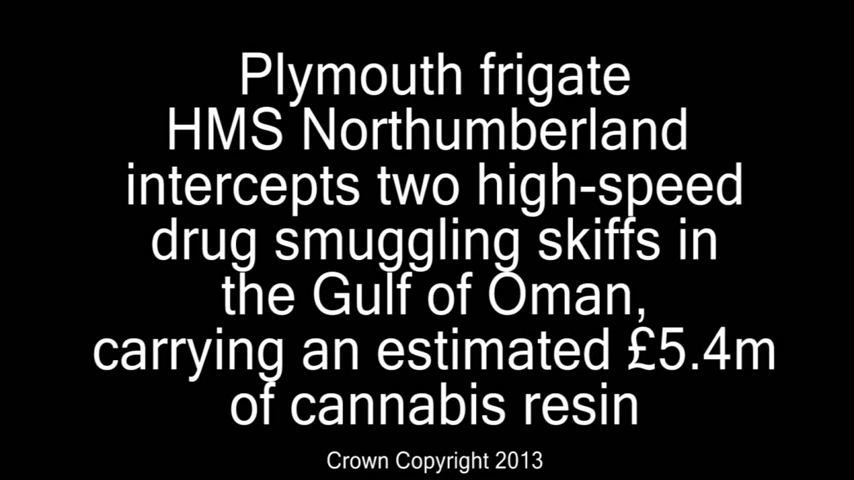 Plymouth frigate
HMS Northumberland
intercepts two high-speed
drug smuggling skiffs in
the Gulf of Oman,
carrying an estimated £5.4m
of cannabis resin
Crown Copyright 2013